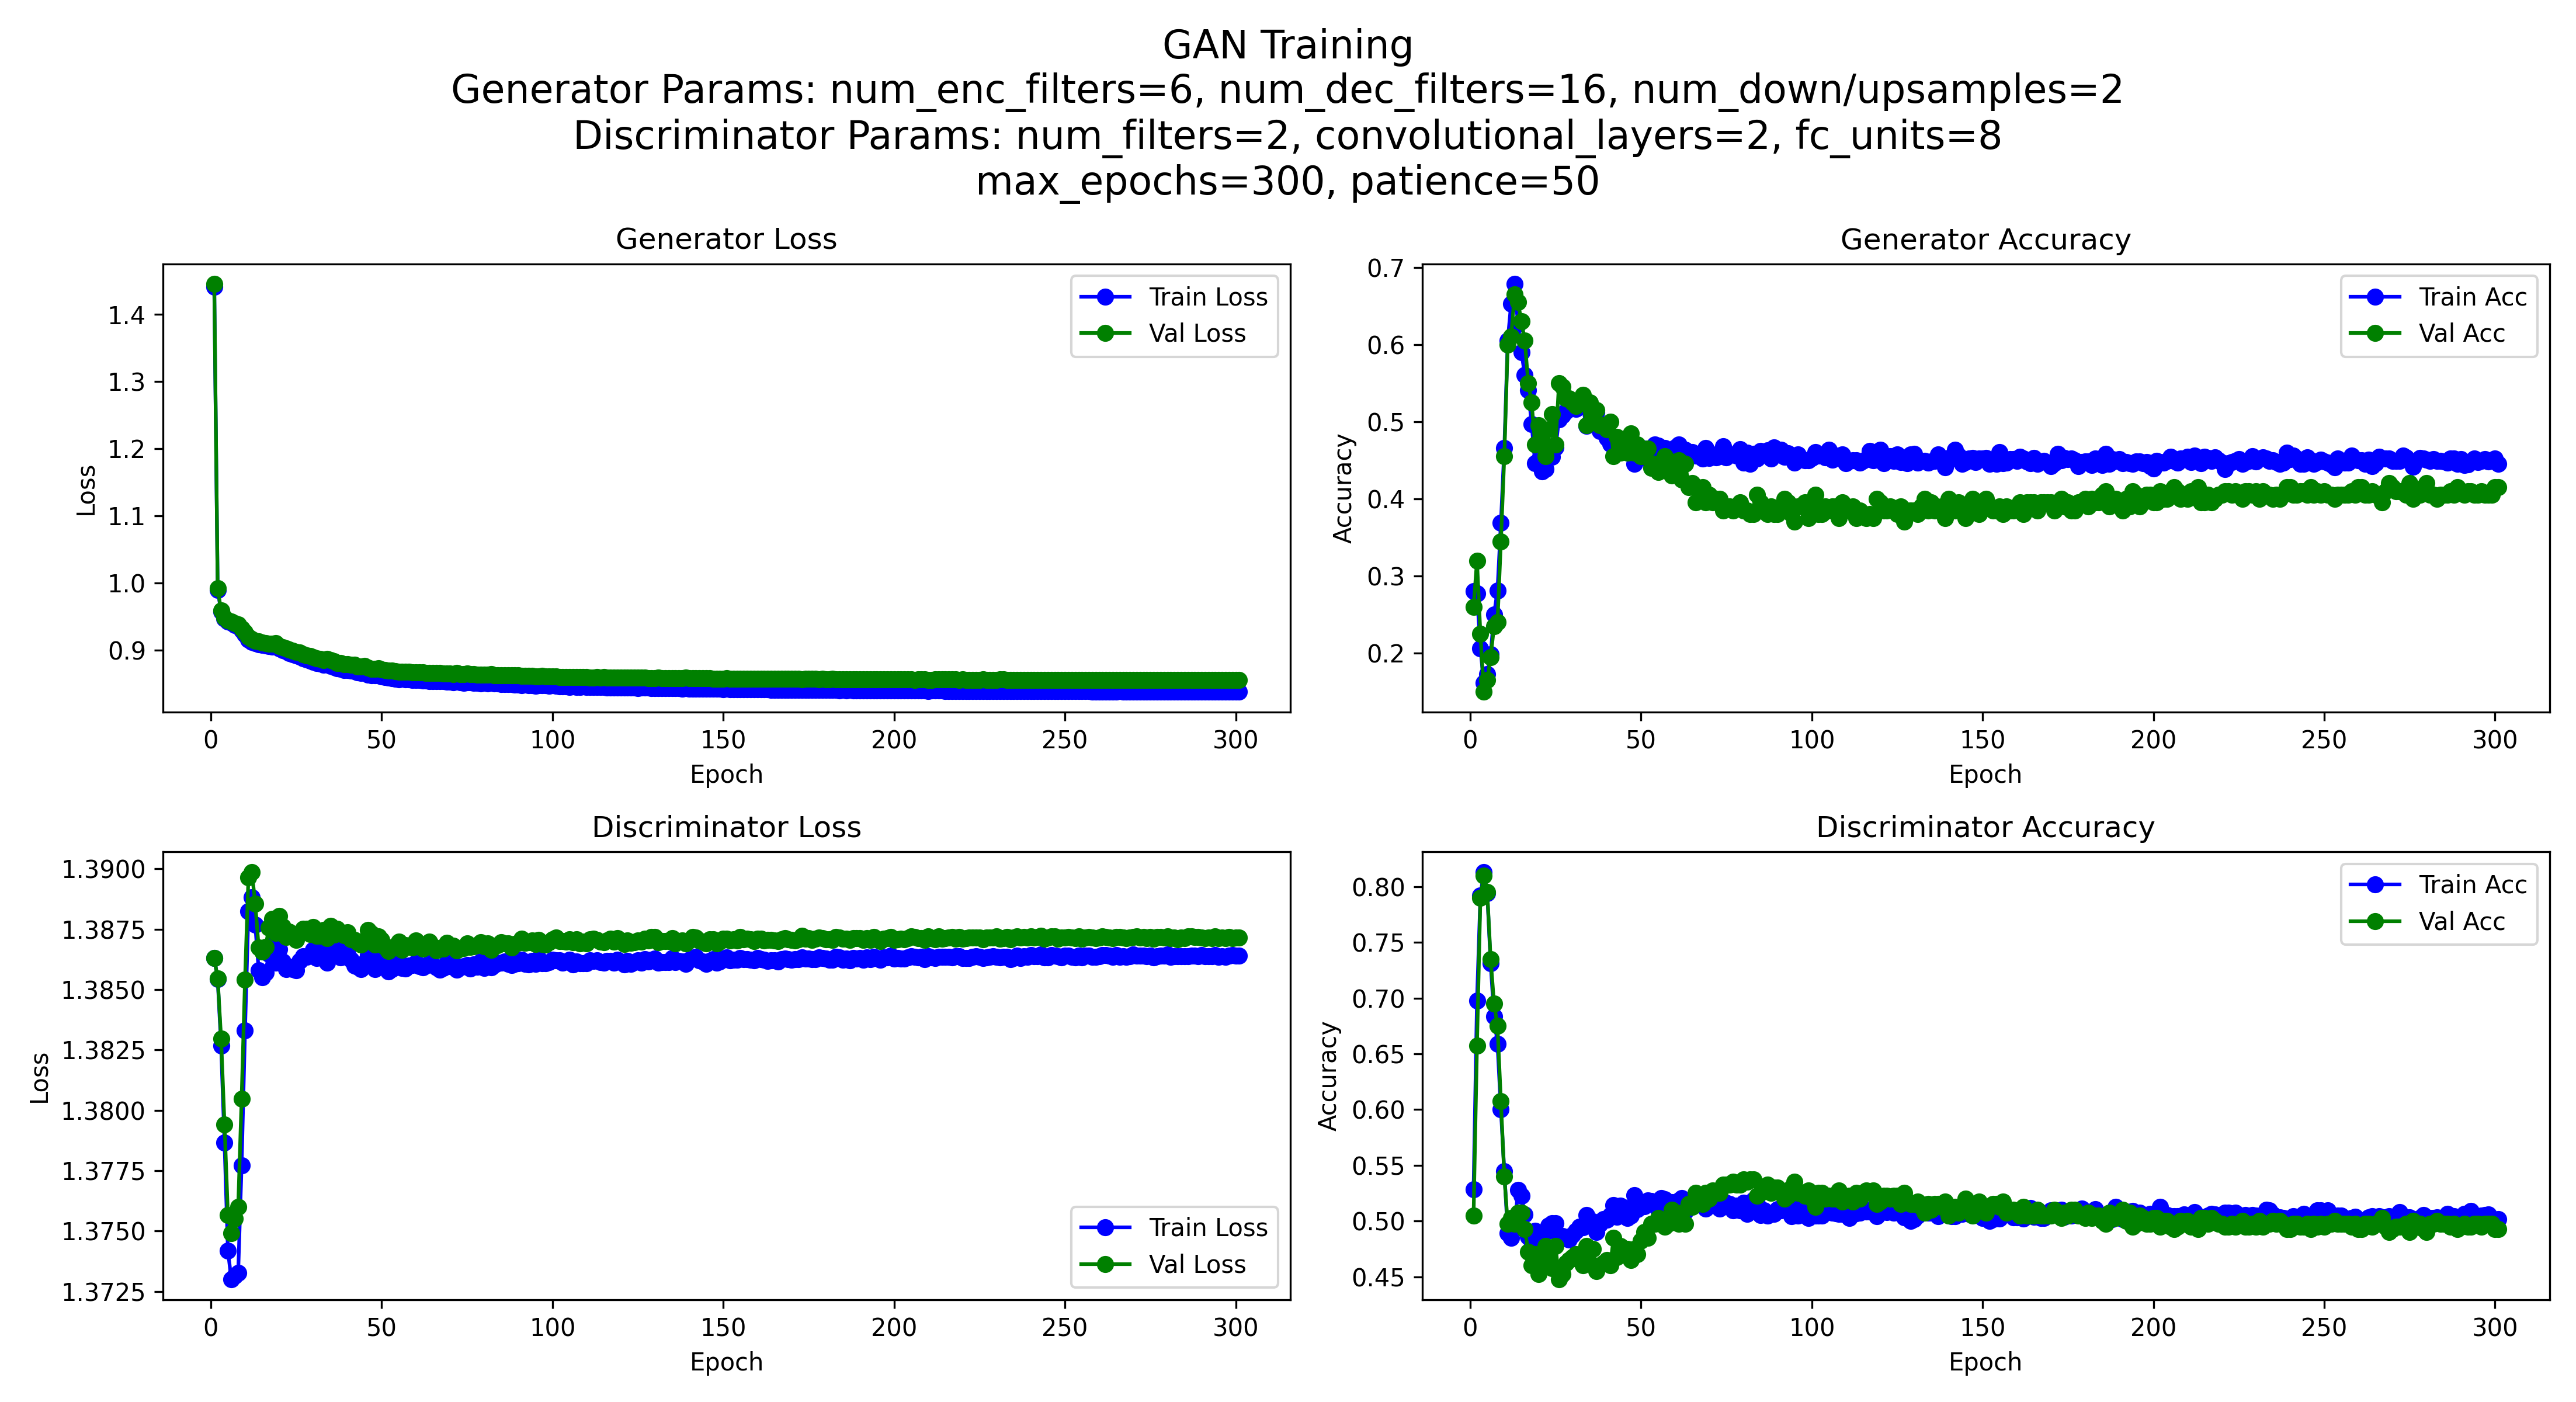 GAN Training
Generator Params: num_enc_filters=6, num_dec_filters=16, num_down/upsamples=2
Discriminator Params: num_filters=2, convolutional_layers=2, fc_units=8
max_epochs=300, patience=50
Generator Loss
Train Loss
Val Loss
1.4
1.3
1.2
1.1
1.0
0.9
Loss
0 50 100 150 200 250 300
Epoch
Generator Accuracy
Train Acc
Val Acc
0.7
0.6
0.5
0.4
0.3
0.2
Accuracy
0 50 100 150 200 250 300
Epoch
Discriminator Loss
1.3900
1.3875
1.3850
1.3825
1.3800
1.3775
1.3750
1.3725
Loss
Train Loss
Val Loss
0 50 100 150 200 250 300
Epoch
Discriminator Accuracy
Train Acc
Val Acc
0.80
0.75
0.70
0.65
0.60
0.55
0.50
0.45
Accuracy
0 50 100 150 200 250 300
Epoch